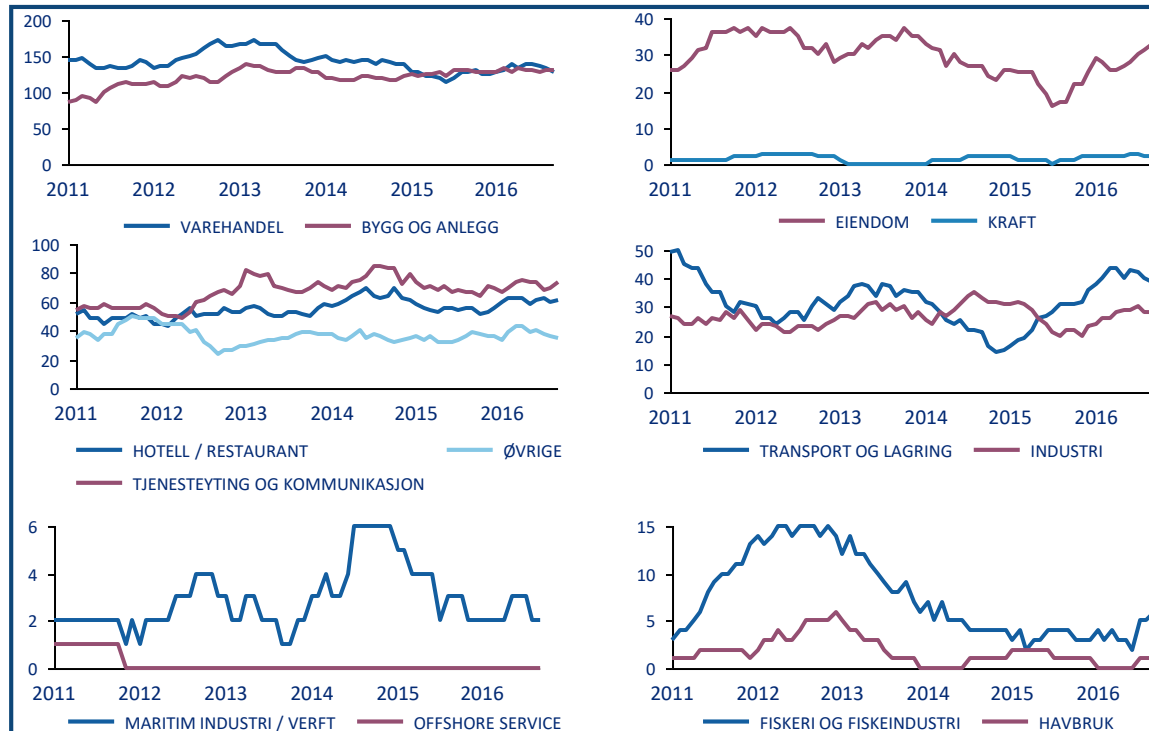 200
150
100
50
0
2011 2012 2013 2014 2015 2016
VAREHANDEL BYGG OG ANLEGG
40
30
20
10
0
2011 2012 2013 2014 2015 2016
EIENDOM KRAFT
100
80
60
40
20
0
2011 2012 2013 2014 2015 2016
HOTELL / RESTAURANT ØVRIGE
TJENESTEYTING OG KOMMUNIKASJON
50
40
30
20
10
0
2011 2012 2013 2014 2015 2016
TRANSPORT OG LAGRING INDUSTRI
6
4
2
0
2011 2012 2013 2014 2015 2016
MARITIM INDUSTRI / VERFT OFFSHORE SERVICE
15
10
5
0
2011 2012 2013 2014 2015 2016
FISKERI OG FISKEINDUSTRI HAVBRUK